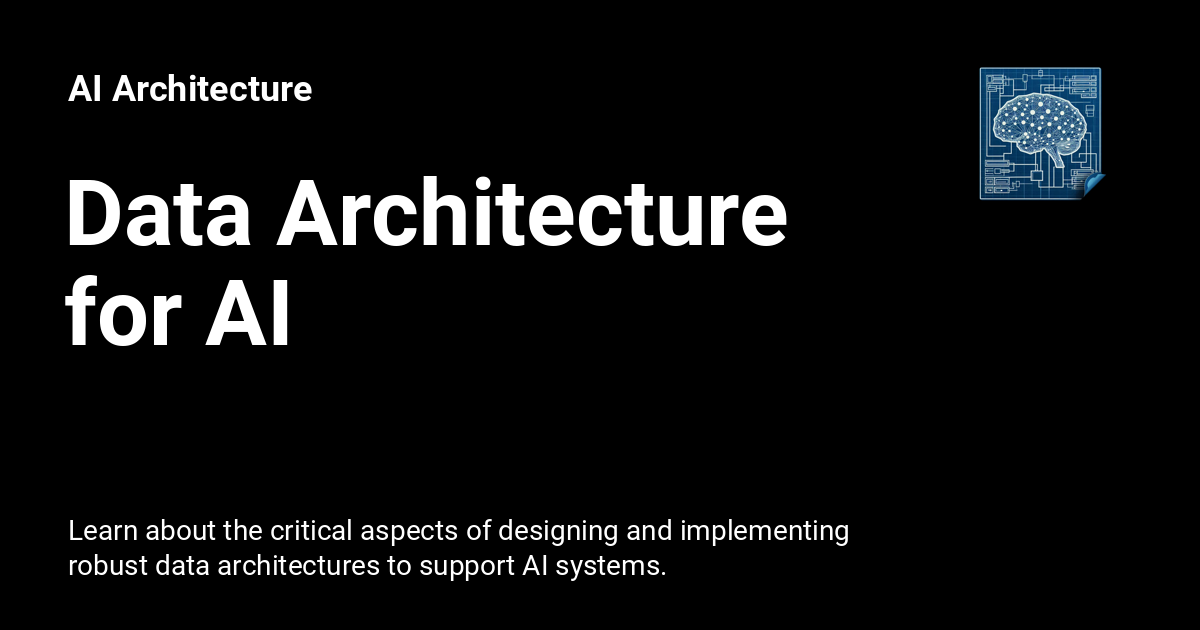 AI Architecture
Data Architecture
for AI
Learn about the critical aspects of designing and implementing
robust data architectures to support AI systems.